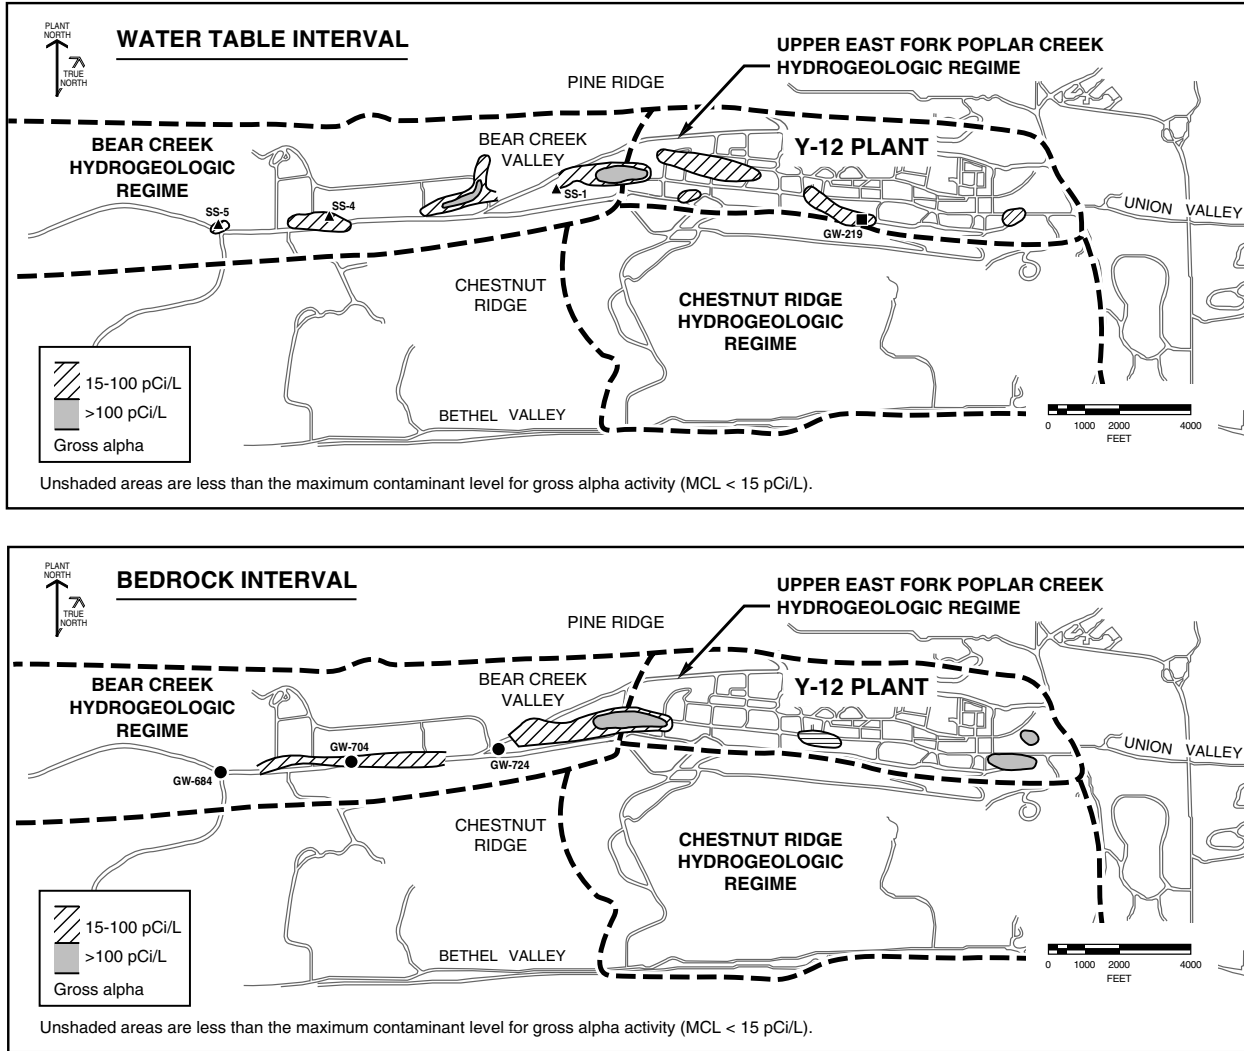 PLANT
NORTH
TRUE
NORTH
WATER TABLE INTERVAL
UPPER EAST FORK POPLAR CREEK
HYDROGEOLOGIC REGIME
PINE RIDGE
BEAR CREEK
HYDROGEOLOGIC
REGIME
BEAR CREEK
VALLEY
Y-12 PLANT
SS-5
SS-4
SS-1
GW-219
UNION VALLEY
CHESTNUT
RIDGE
CHESTNUT RIDGE
HYDROGEOLOGIC
REGIME
15-100 pCi/L
>100 pCi/L
Gross alpha
BETHEL VALLEY
0 1000 2000 4000
FEET
Unshaded areas are less than the maximum contaminant level for gross alpha activity (MCL < 15 pCi/L).
PLANT
NORTH
TRUE
NORTH
BEDROCK INTERVAL
UPPER EAST FORK POPLAR CREEK
HYDROGEOLOGIC REGIME
PINE RIDGE
BEAR CREEK
HYDROGEOLOGIC
REGIME
BEAR CREEK
VALLEY
Y-12 PLANT
GW-704
GW-684
GW-724
UNION VALLEY
CHESTNUT
RIDGE
CHESTNUT RIDGE
HYDROGEOLOGIC
REGIME
15-100 pCi/L
>100 pCi/L
Gross alpha
BETHEL VALLEY
0 1000 2000 4000
FEET
Unshaded areas are less than the maximum contaminant level for gross alpha activity (MCL < 15 pCi/L).